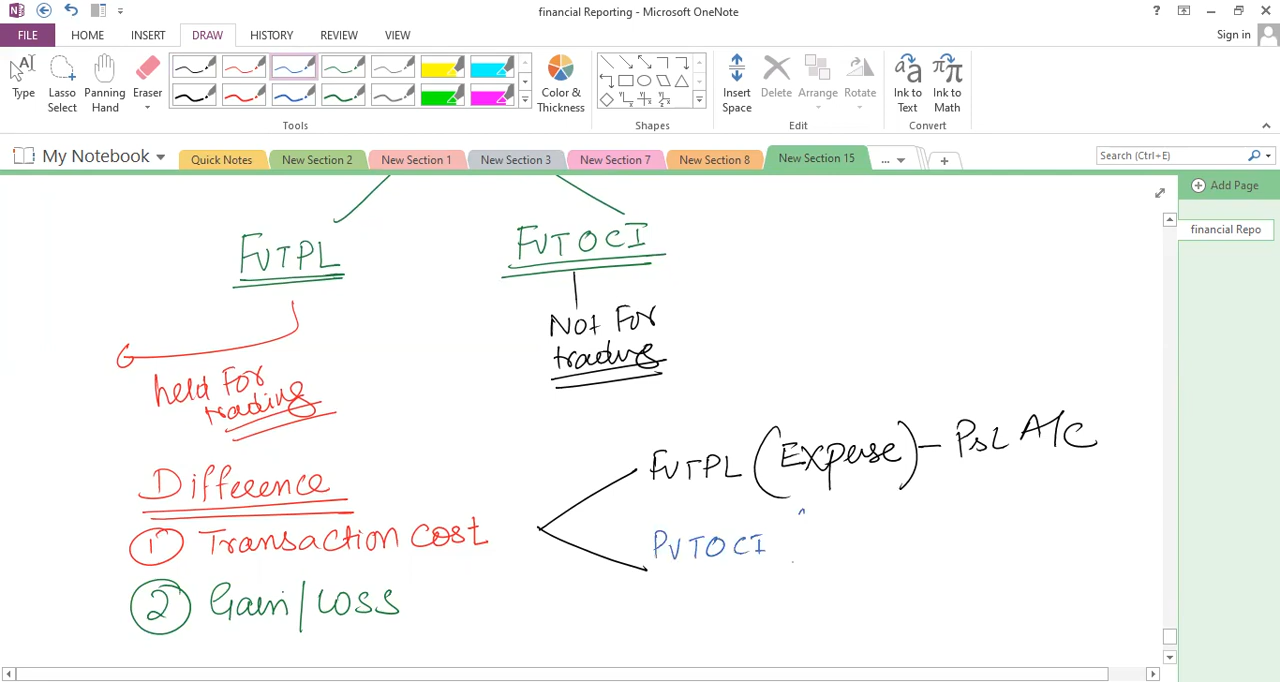 financial Reporting - Microsoft OneNote
?
Sign in
FILE HOME INSERT DRAW HISTORY REVIEW VIEW
Type
Lasso Select
Panning Hand
Eraser
Color & Thickness
Insert Space
Delete
Arrange
Rotate
Ink to Text
Ink to Math
Tools
Shapes
Edit
Convert
My Notebook
Quick Notes
New Section 2
New Section 1
New Section 3
New Section 7
New Section 8
New Section 15
...
Search (Ctrl+E)
Add Page
financial Repo
FVTPL
FVTOCI
Not For
trading
held For
trading
Difference
① Transaction cost
FVTPL (Expense) - P&L A/C
PVTOCI
② Gain/Loss